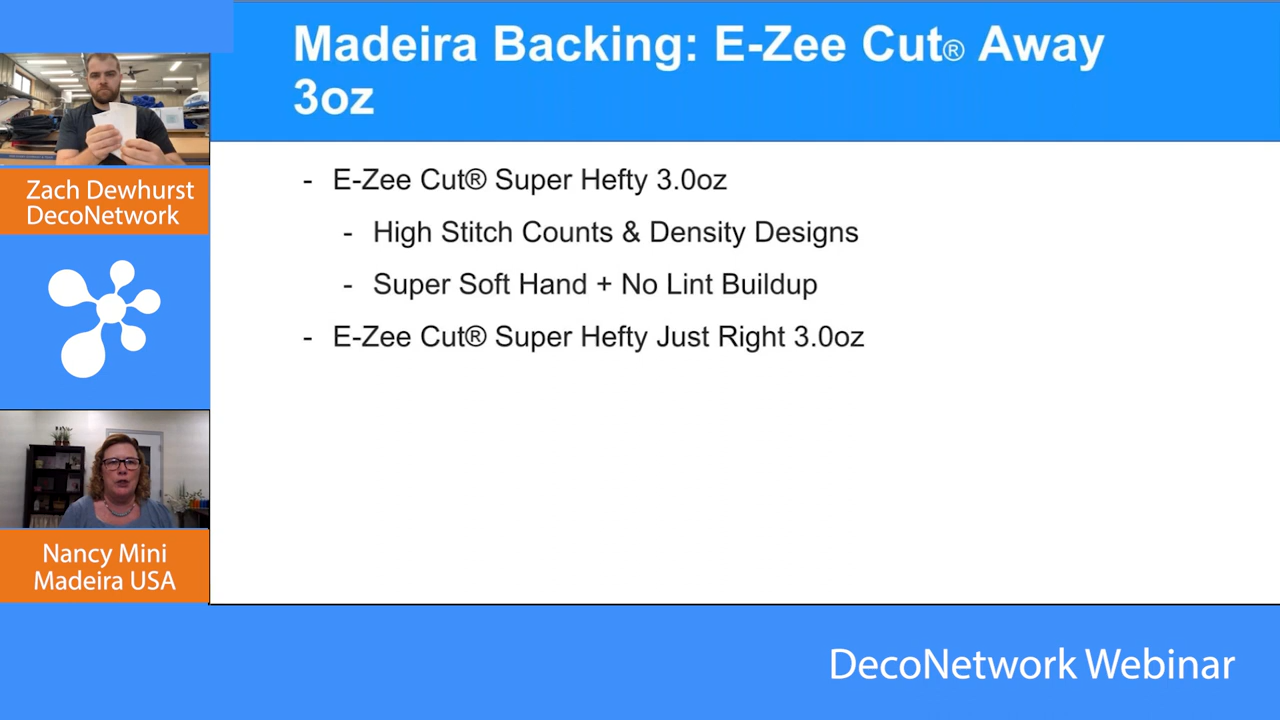 Madeira Backing: E-Zee Cut® Away
3oz
- E-Zee Cut® Super Hefty 3.0oz
- High Stitch Counts & Density Designs
- Super Soft Hand + No Lint Buildup
- E-Zee Cut® Super Hefty Just Right 3.0oz
Zach Dewhurst
DecoNetwork
Nancy Mini
Madeira USA
DecoNetwork Webinar